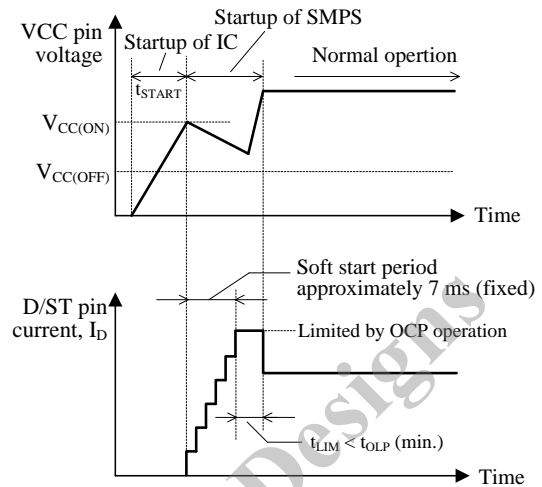 VCC pin
voltage
Startup of IC
Startup of SMPS
Normal opertion
tSTART
VCC(ON)
VCC(OFF)
Time
D/ST pin
current, ID
Soft start period
approximately 7 ms (fixed)
Limited by OCP operation
tLIM < tOLP (min.)
Time
Designs